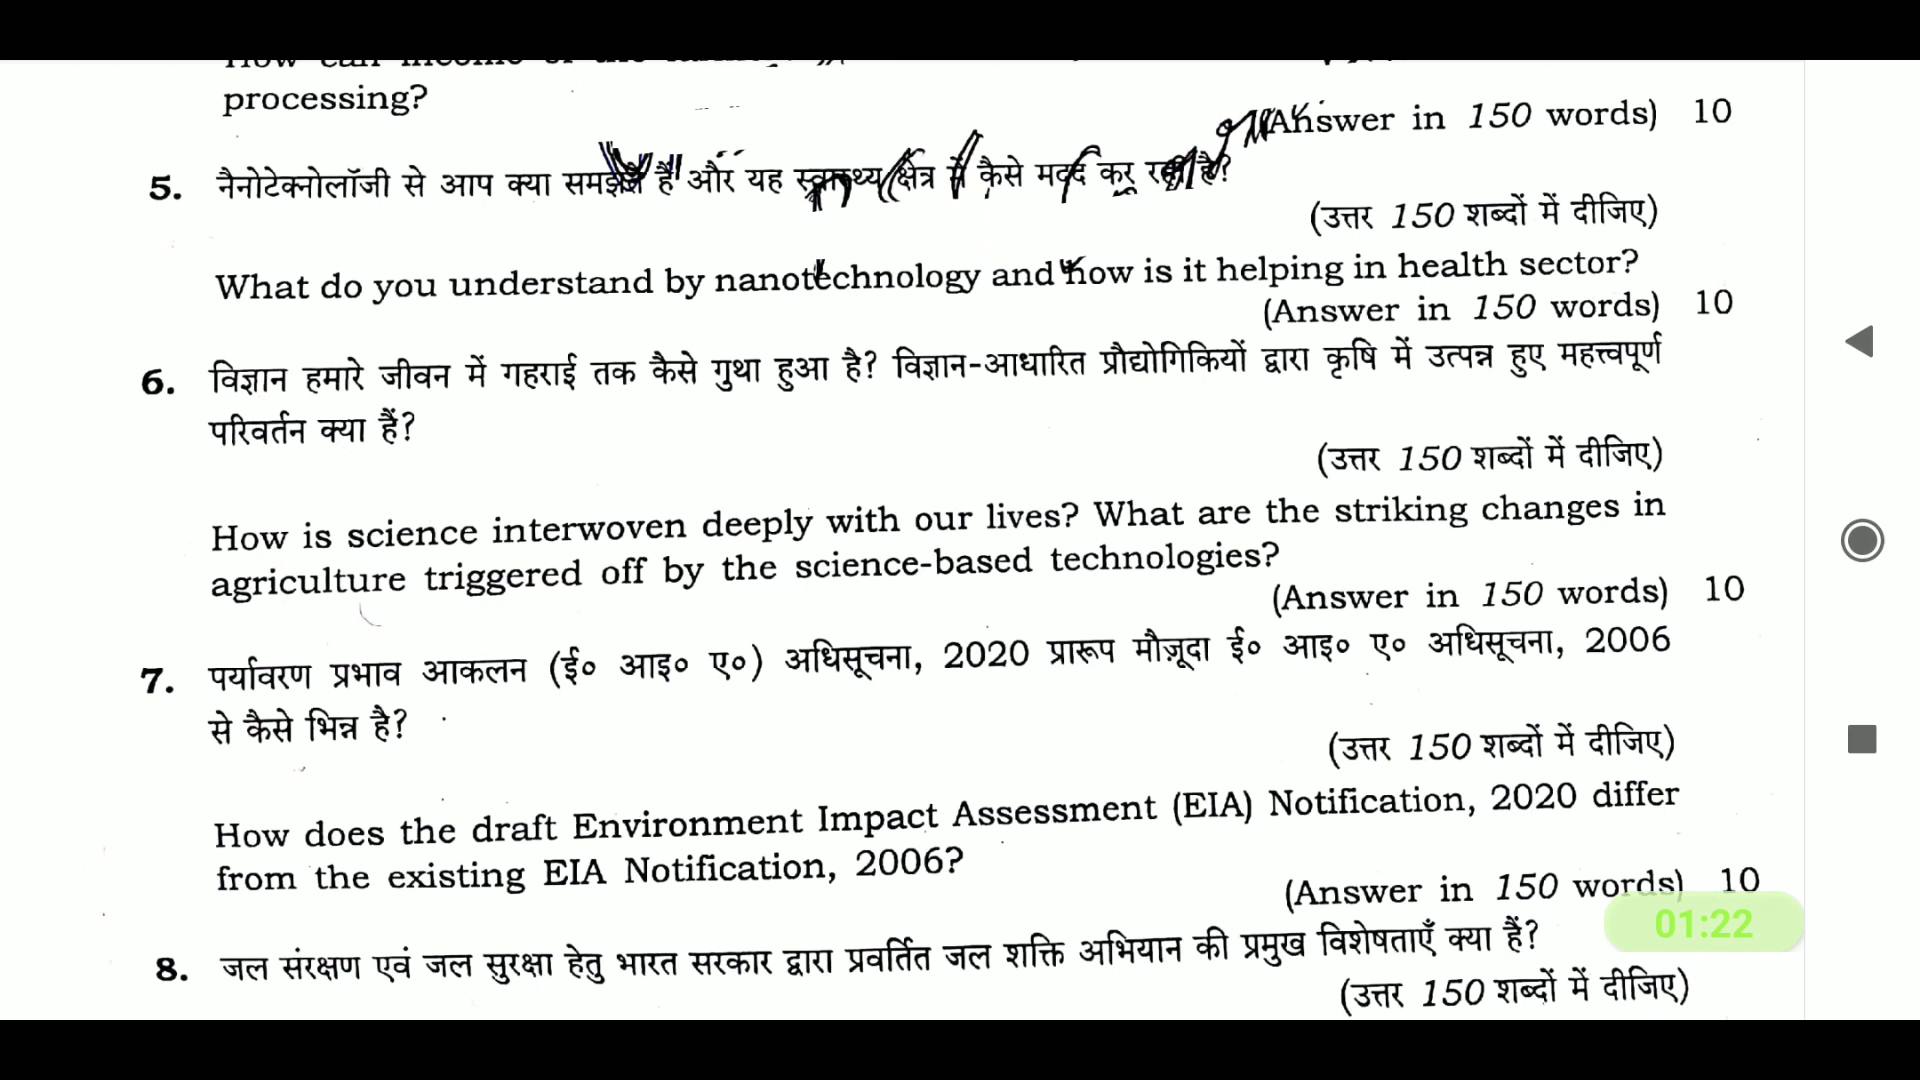 processing?
(Answer in 150 words) 10
5. नैनोटेक्नोलॉजी से आप क्या समझते हैं और यह स्वास्थ्य क्षेत्र में कैसे मदद कर रही है?
(उत्तर 150 शब्दों में दीजिए)
What do you understand by nanotechnology and how is it helping in health sector?
(Answer in 150 words) 10
6. विज्ञान हमारे जीवन में गहराई तक कैसे गुथा हुआ है? विज्ञान-आधारित प्रौद्योगिकियों द्वारा कृषि में उत्पन्न हुए महत्त्वपूर्ण
परिवर्तन क्या हैं?
(उत्तर 150 शब्दों में दीजिए)
How is science interwoven deeply with our lives? What are the striking changes in
agriculture triggered off by the science-based technologies?
(Answer in 150 words) 10
7. पर्यावरण प्रभाव आकलन (ई० आइ० ए०) अधिसूचना, 2020 प्रारूप मौज़ूदा ई० आइ० ए० अधिसूचना, 2006
से कैसे भिन्न है?
(उत्तर 150 शब्दों में दीजिए)
How does the draft Environment Impact Assessment (EIA) Notification, 2020 differ
from the existing EIA Notification, 2006?
(Answer in 150 words) 10
01:22
8. जल संरक्षण एवं जल सुरक्षा हेतु भारत सरकार द्वारा प्रवर्तित जल शक्ति अभियान की प्रमुख विशेषताएँ क्या हैं?
(उत्तर 150 शब्दों में दीजिए)